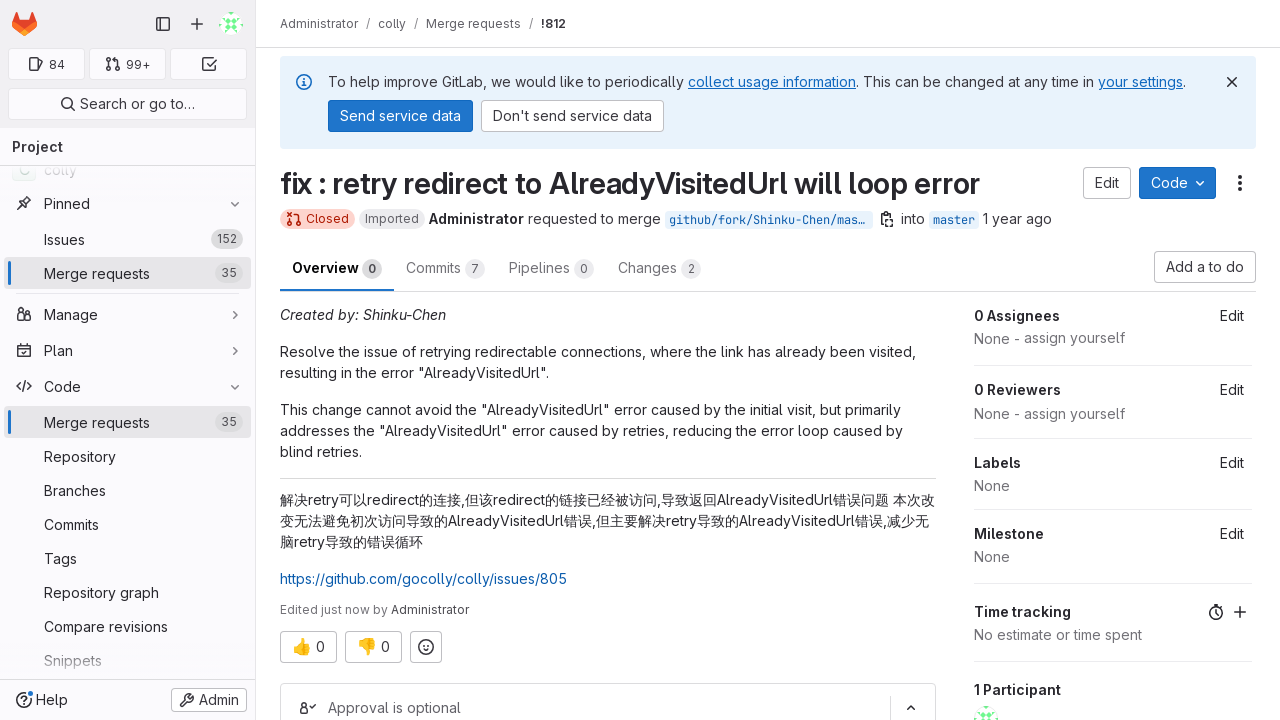 Administrator / colly / Merge requests / !812
84 99+
Search or go to…
Project
colly
Pinned
Issues 152
Merge requests 35
Manage
Plan
Code
Merge requests 35
Repository
Branches
Commits
Tags
Repository graph
Compare revisions
Snippets
Help Admin
To help improve GitLab, we would like to periodically collect usage information. This can be changed at any time in your settings.
Send service data Don't send service data
fix : retry redirect to AlreadyVisitedUrl will loop error
Edit Code
Closed Imported Administrator requested to merge github/fork/Shinku-Chen/mas… into master 1 year ago
Overview 0 Commits 7 Pipelines 0 Changes 2
Add a to do
Created by: Shinku-Chen
Resolve the issue of retrying redirectable connections, where the link has already been visited,
resulting in the error "AlreadyVisitedUrl".
This change cannot avoid the "AlreadyVisitedUrl" error caused by the initial visit, but primarily
addresses the "AlreadyVisitedUrl" error caused by retries, reducing the error loop caused by
blind retries.
解决retry可以redirect的连接,但该redirect的链接已经被访问,导致返回AlreadyVisitedUrl错误问题 本次改
变无法避免初次访问导致的AlreadyVisitedUrl错误,但主要解决retry导致的AlreadyVisitedUrl错误,减少无
脑retry导致的错误循环
https://github.com/gocolly/colly/issues/805
Edited just now by Administrator
👍 0 👎 0
Approval is optional
0 Assignees Edit
None - assign yourself
0 Reviewers Edit
None - assign yourself
Labels Edit
None
Milestone Edit
None
Time tracking
No estimate or time spent
1 Participant